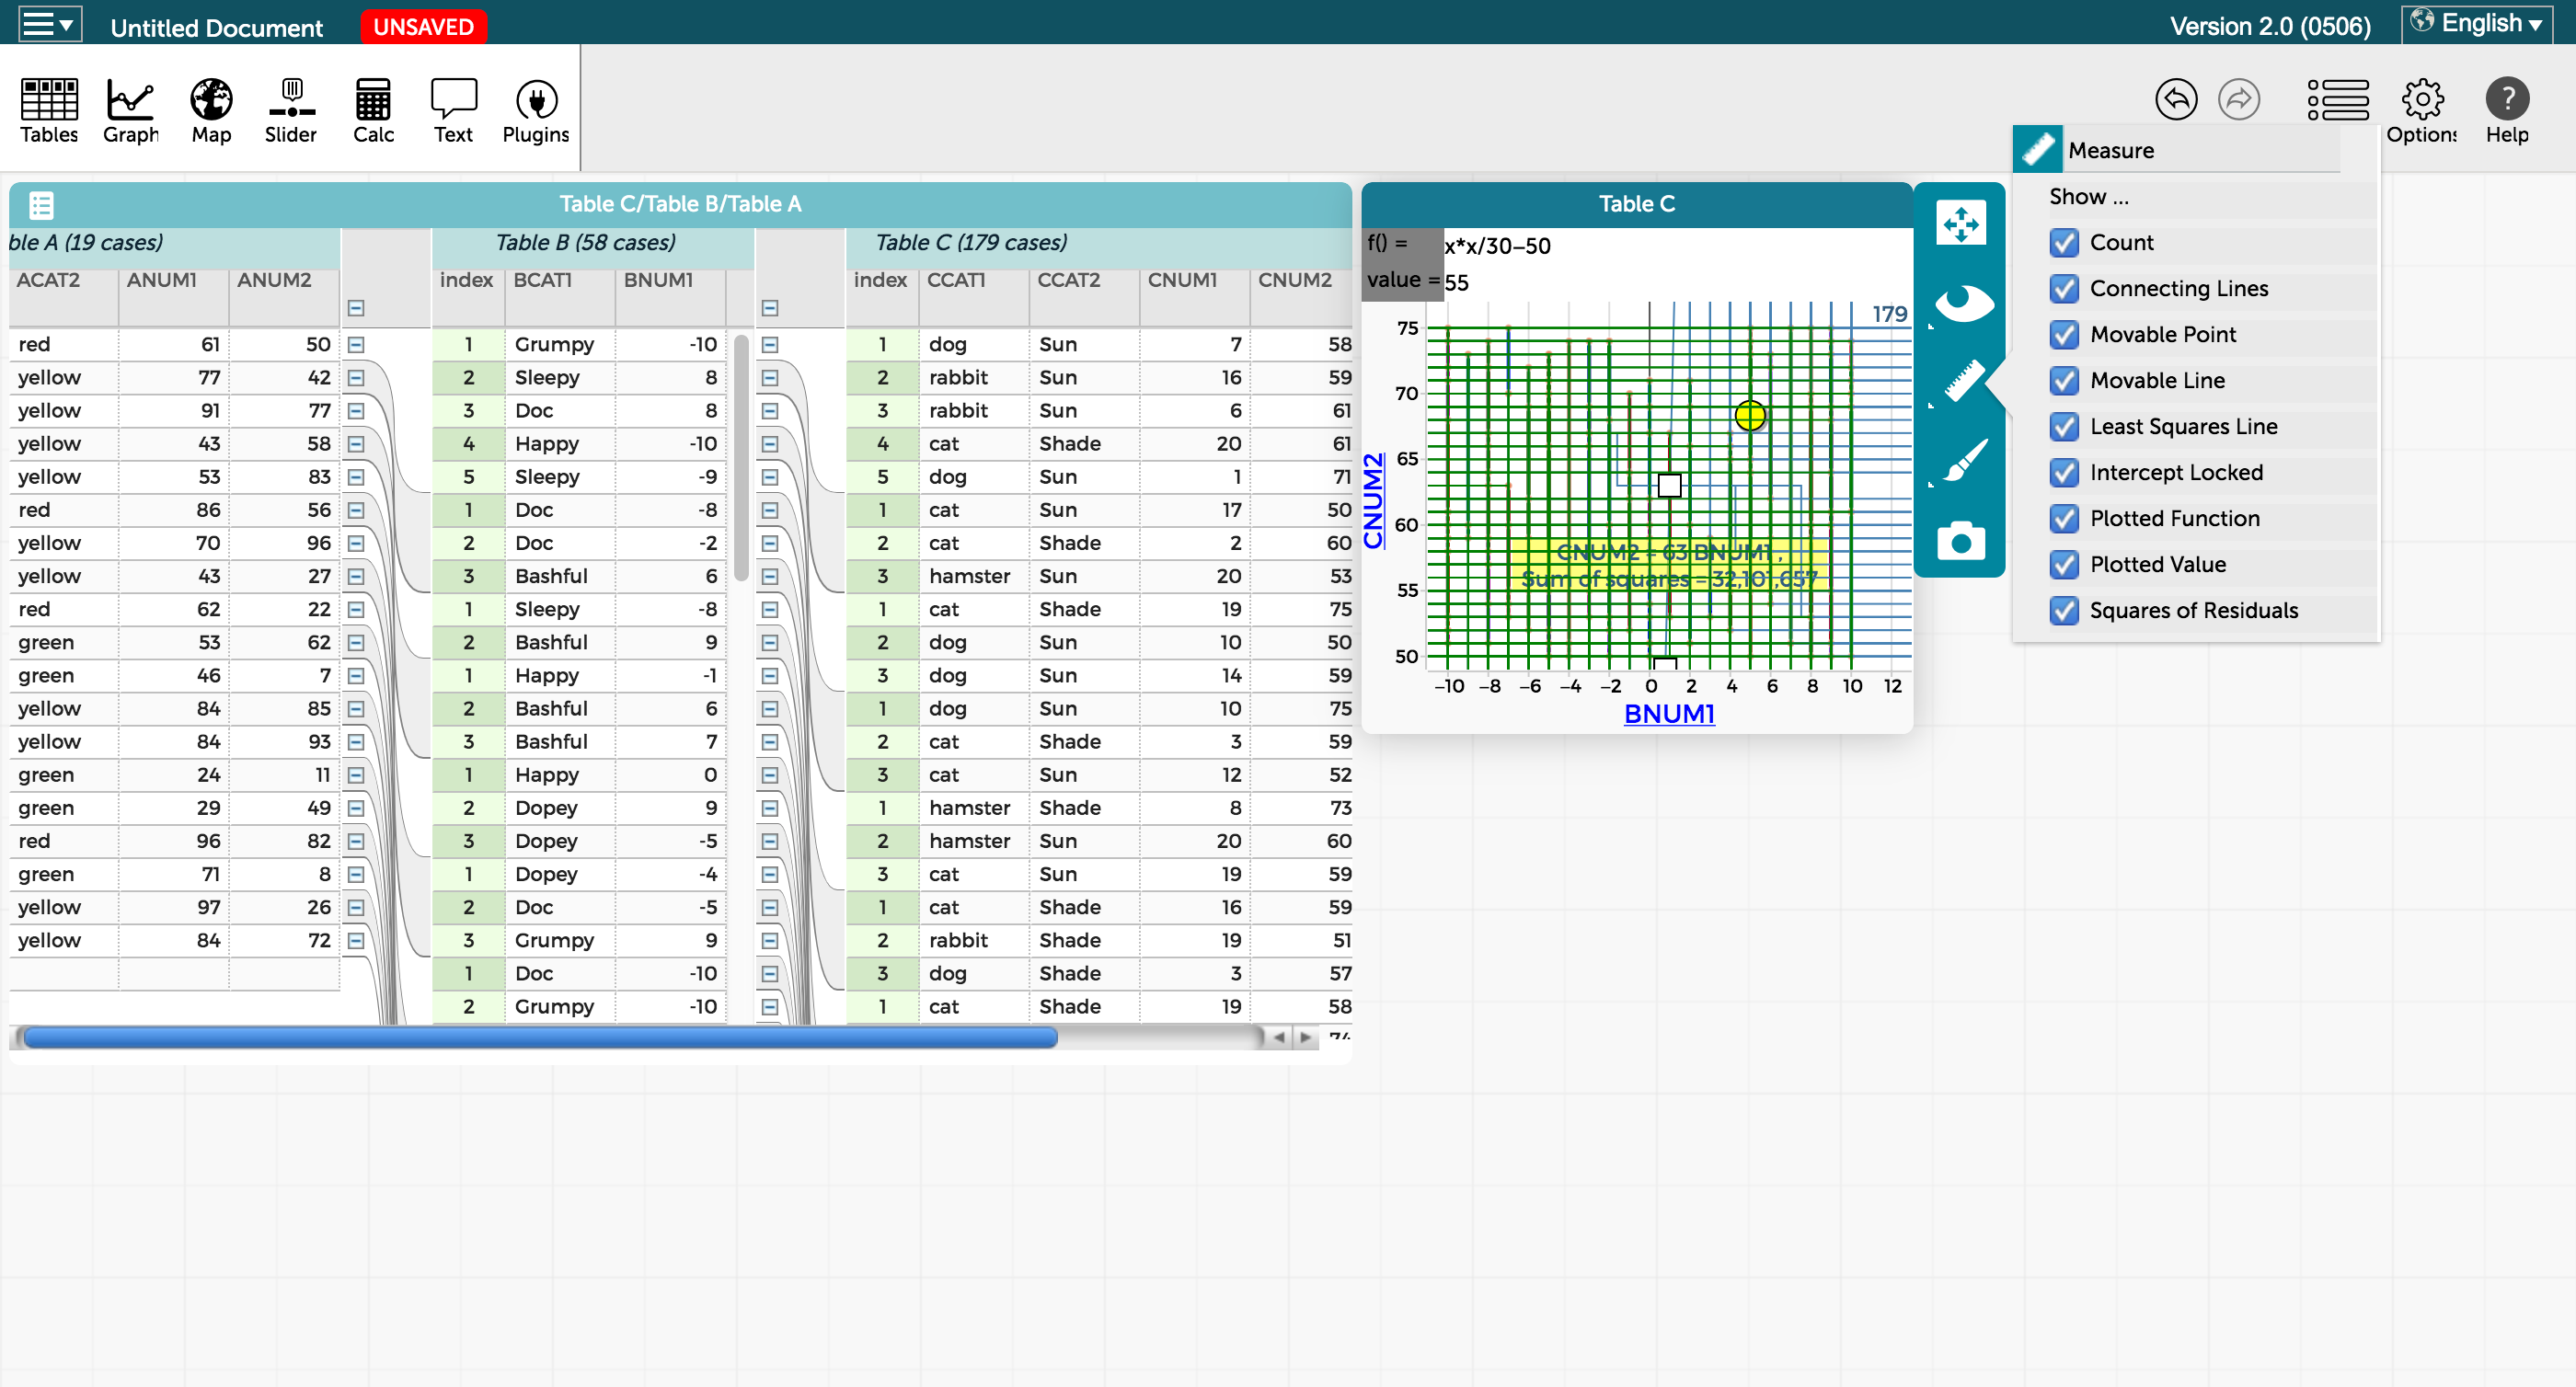 Untitled Document UNSAVED Version 2.0 (0506) English
Tables Graph Map Slider Calc Text Plugins Options Help
Table C/Table B/Table A
ble A (19 cases) Table B (58 cases) Table C (179 cases)
ACAT2 ANUM1 ANUM2 index BCAT1 BNUM1 index CCAT1 CCAT2 CNUM1 CNUM2
red 61 50 1 Grumpy -10 1 dog Sun 7 58
yellow 77 42 2 Sleepy 8 2 rabbit Sun 16 59
yellow 91 77 3 Doc 8 3 rabbit Sun 6 61
yellow 43 58 4 Happy -10 4 cat Shade 20 61
yellow 53 83 5 Sleepy -9 5 dog Sun 1 71
red 86 56 1 Doc -8 1 cat Sun 17 50
yellow 70 96 2 Doc -2 2 cat Shade 2 60
yellow 43 27 3 Bashful 6 3 hamster Sun 20 53
red 62 22 1 Sleepy -8 1 cat Shade 19 75
green 53 62 2 Bashful 9 2 dog Sun 10 50
green 46 7 1 Happy -1 3 dog Sun 14 59
yellow 84 85 2 Bashful 6 1 dog Sun 10 75
yellow 84 93 3 Bashful 7 2 cat Shade 3 59
green 24 11 1 Happy 0 3 cat Sun 12 52
green 29 49 2 Dopey 9 1 hamster Shade 8 73
red 96 82 3 Dopey -5 2 hamster Sun 20 60
green 71 8 1 Dopey -4 3 cat Sun 19 59
yellow 97 26 2 Doc -5 1 cat Shade 16 59
yellow 84 72 3 Grumpy 9 2 rabbit Shade 19 51
1 Doc -10 3 dog Shade 3 57
2 Grumpy -10 1 cat Shade 19 58
Table C
f() = x*x/30–50
value = 55
179
75
70
65
60
55
50
CNUM2
CNUM2 = 63 BNUM1 ,
Sum of squares = 32,101,657
–10 –8 –6 –4 –2 0 2 4 6 8 10 12
BNUM1
Measure
Show ...
Count
Connecting Lines
Movable Point
Movable Line
Least Squares Line
Intercept Locked
Plotted Function
Plotted Value
Squares of Residuals